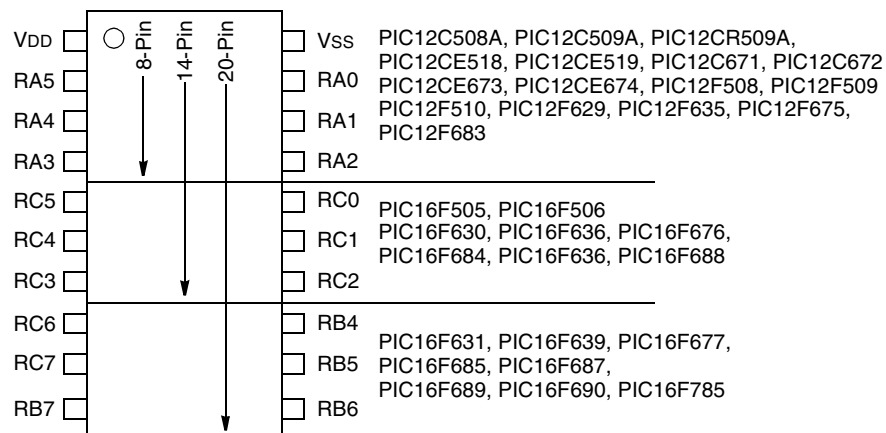 8-Pin
14-Pin
20-Pin
VDD
VSS
PIC12C508A, PIC12C509A, PIC12CR509A,
PIC12CE518, PIC12CE519, PIC12C671, PIC12C672
PIC12CE673, PIC12CE674, PIC12F508, PIC12F509
PIC12F510, PIC12F629, PIC12F635, PIC12F675,
PIC12F683
RA5
RA0
RA4
RA1
RA3
RA2
RC5
RC0
PIC16F505, PIC16F506
PIC16F630, PIC16F636, PIC16F676,
PIC16F684, PIC16F636, PIC16F688
RC4
RC1
RC3
RC2
RC6
RB4
PIC16F631, PIC16F639, PIC16F677,
PIC16F685, PIC16F687,
PIC16F689, PIC16F690, PIC16F785
RC7
RB5
RB7
RB6